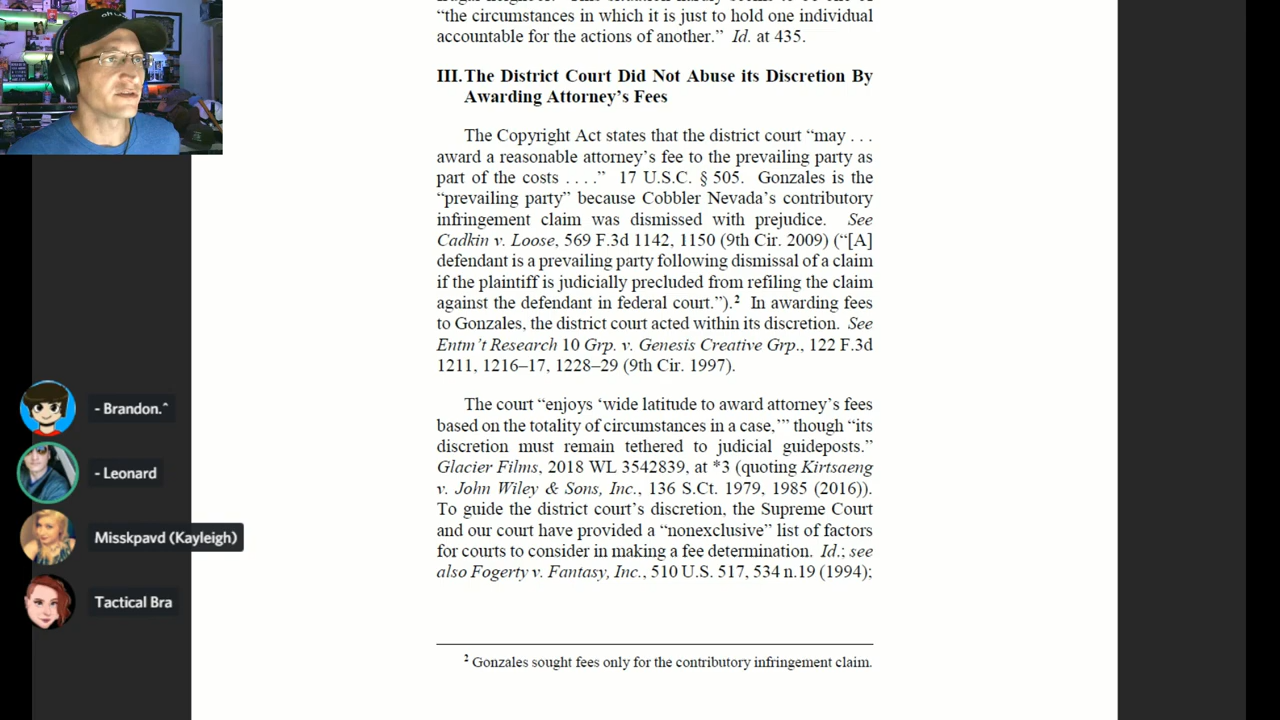 “the circumstances in which it is just to hold one individual
accountable for the actions of another.” Id. at 435.
III. The District Court Did Not Abuse its Discretion By
Awarding Attorney’s Fees
The Copyright Act states that the district court “may . . .
award a reasonable attorney’s fee to the prevailing party as
part of the costs . . . .” 17 U.S.C. § 505. Gonzales is the
“prevailing party” because Cobbler Nevada’s contributory
infringement claim was dismissed with prejudice. See
Cadkin v. Loose, 569 F.3d 1142, 1150 (9th Cir. 2009) (“[A]
defendant is a prevailing party following dismissal of a claim
if the plaintiff is judicially precluded from refiling the claim
against the defendant in federal court.”).² In awarding fees
to Gonzales, the district court acted within its discretion. See
Entm’t Research 10 Grp. v. Genesis Creative Grp., 122 F.3d
1211, 1216–17, 1228–29 (9th Cir. 1997).
The court “enjoys ‘wide latitude to award attorney’s fees
based on the totality of circumstances in a case,’” though “its
discretion must remain tethered to judicial guideposts.”
Glacier Films, 2018 WL 3542839, at *3 (quoting Kirtsaeng
v. John Wiley & Sons, Inc., 136 S.Ct. 1979, 1985 (2016)).
To guide the district court’s discretion, the Supreme Court
and our court have provided a “nonexclusive” list of factors
for courts to consider in making a fee determination. Id.; see
also Fogerty v. Fantasy, Inc., 510 U.S. 517, 534 n.19 (1994);
² Gonzales sought fees only for the contributory infringement claim.
- Brandon.^
- Leonard
Misskpavd (Kayleigh)
Tactical Bra